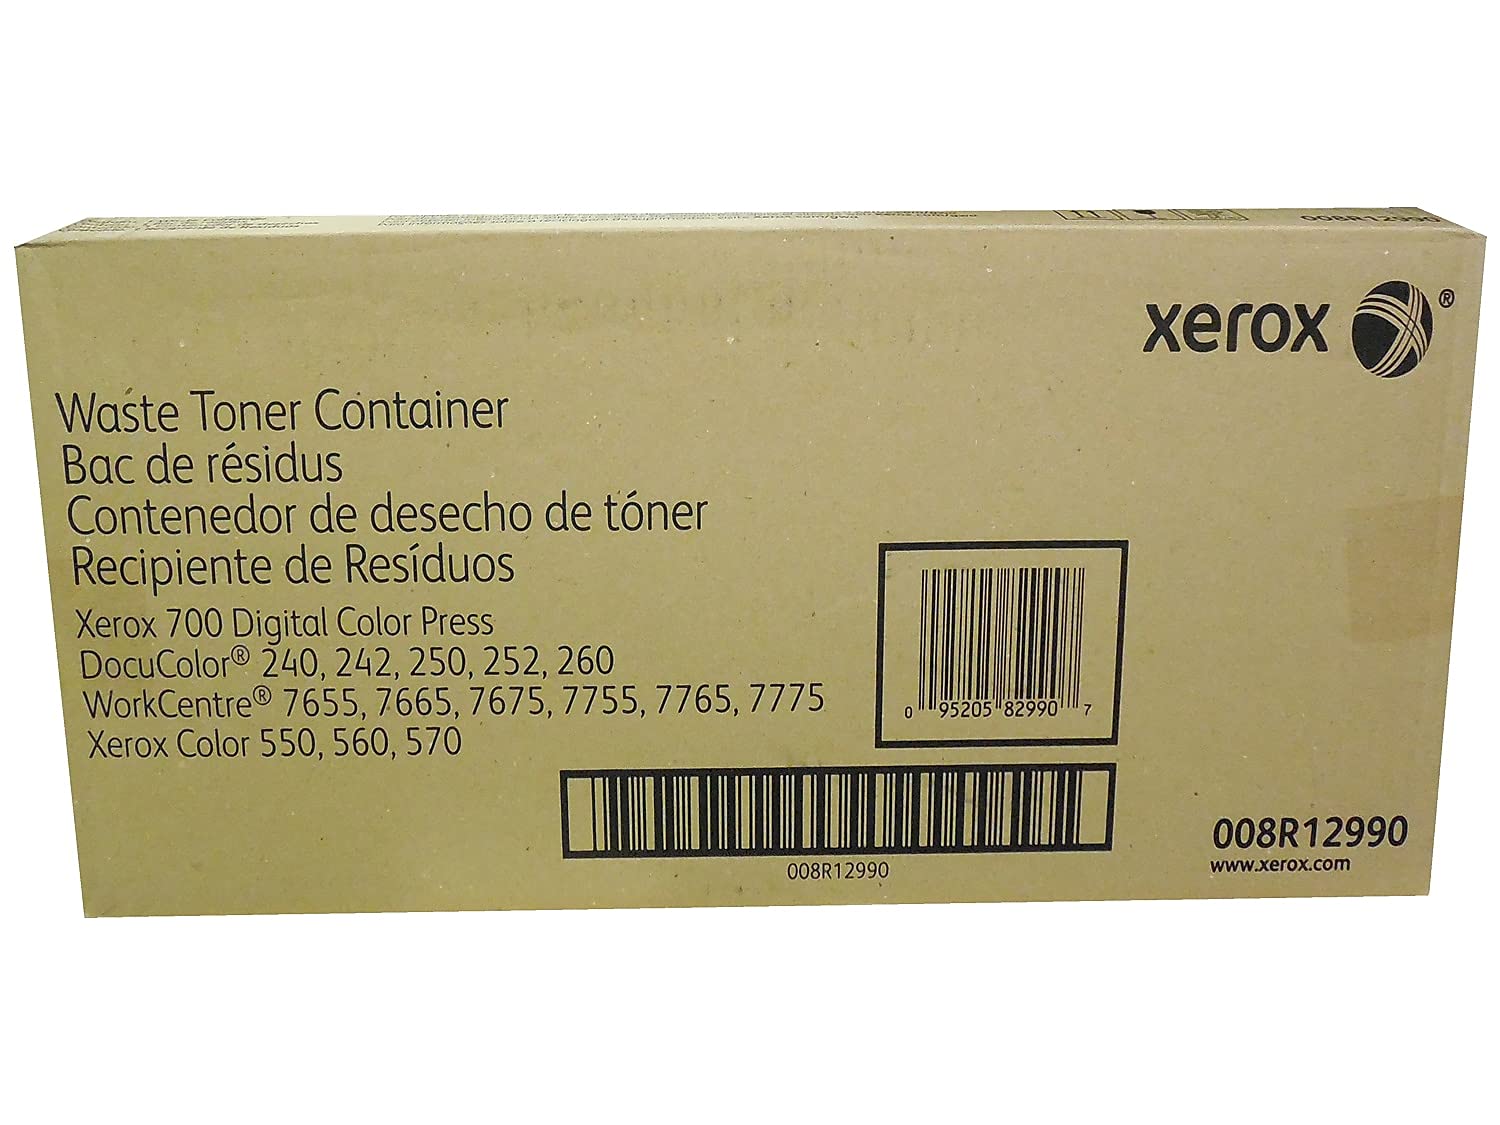 008R12990
xerox ®
Waste Toner Container
Bac de résidus
Contenedor de desecho de tóner
Recipiente de Resíduos
Xerox 700 Digital Color Press
DocuColor® 240, 242, 250, 252, 260
WorkCentre® 7655, 7665, 7675, 7755, 7765, 7775
Xerox Color 550, 560, 570
0 95205 82990 7
008R12990
008R12990
www.xerox.com